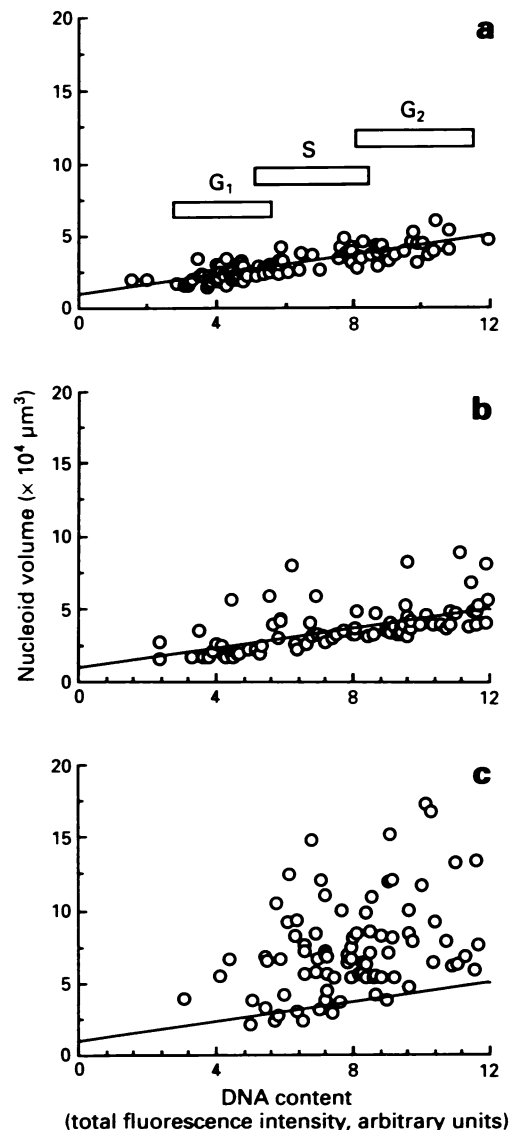 a
20
15
10
5
0
G₁
S
G₂
0 4 8 12
b
20
15
10
5
0
0 4 8 12
Nucleoid volume (× 10⁴ μm³)
c
20
15
10
5
0
0 4 8 12
DNA content
(total fluorescence intensity, arbitrary units)